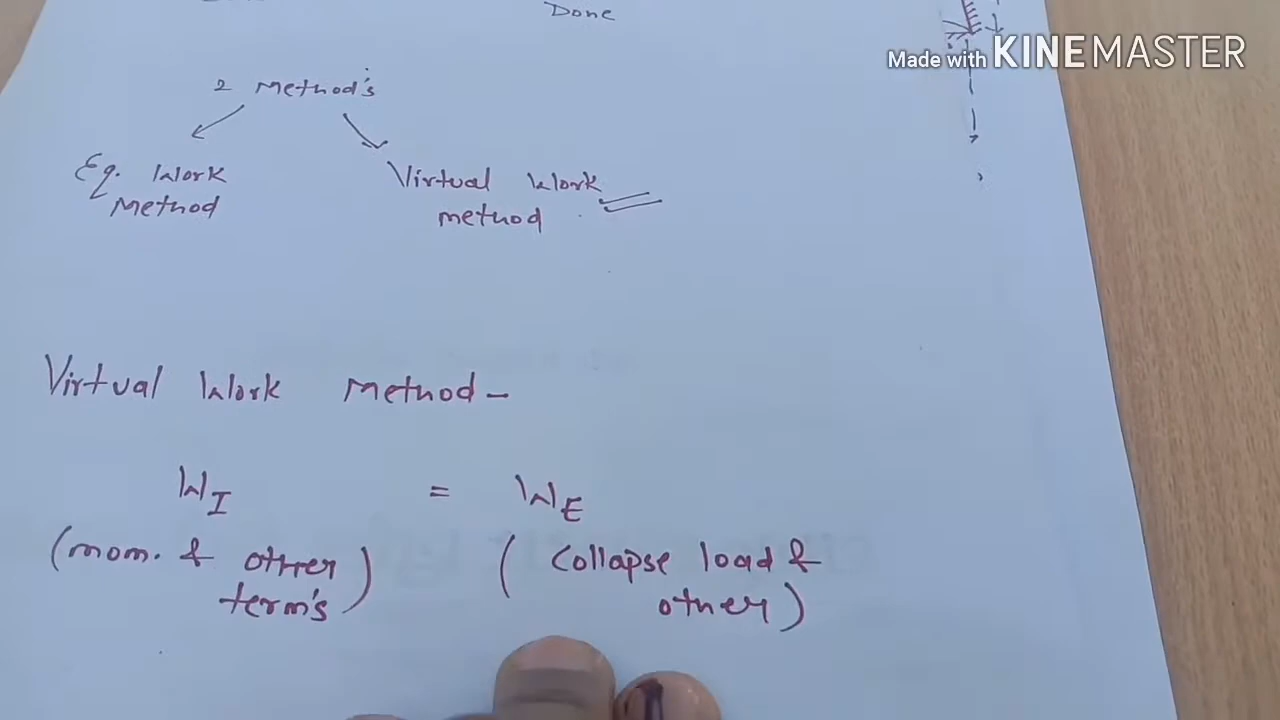 Done
Made with KINEMASTER
2 Method's
Eq. Work
Method
Virtual Work
method
Virtual Work Method -
WI = WE
(mom. & other
term's)
(Collapse load &
other)